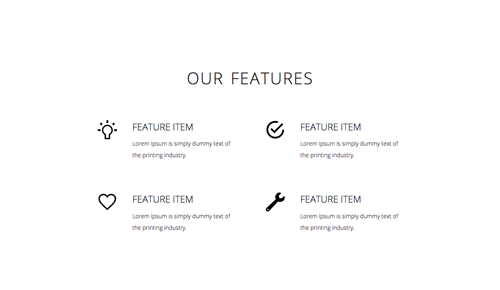 OUR FEATURES
FEATURE ITEM
Lorem Ipsum is simply dummy text of
the printing industry.
FEATURE ITEM
Lorem Ipsum is simply dummy text of
the printing industry.
FEATURE ITEM
Lorem Ipsum is simply dummy text of
the printing industry.
FEATURE ITEM
Lorem Ipsum is simply dummy text of
the printing industry.